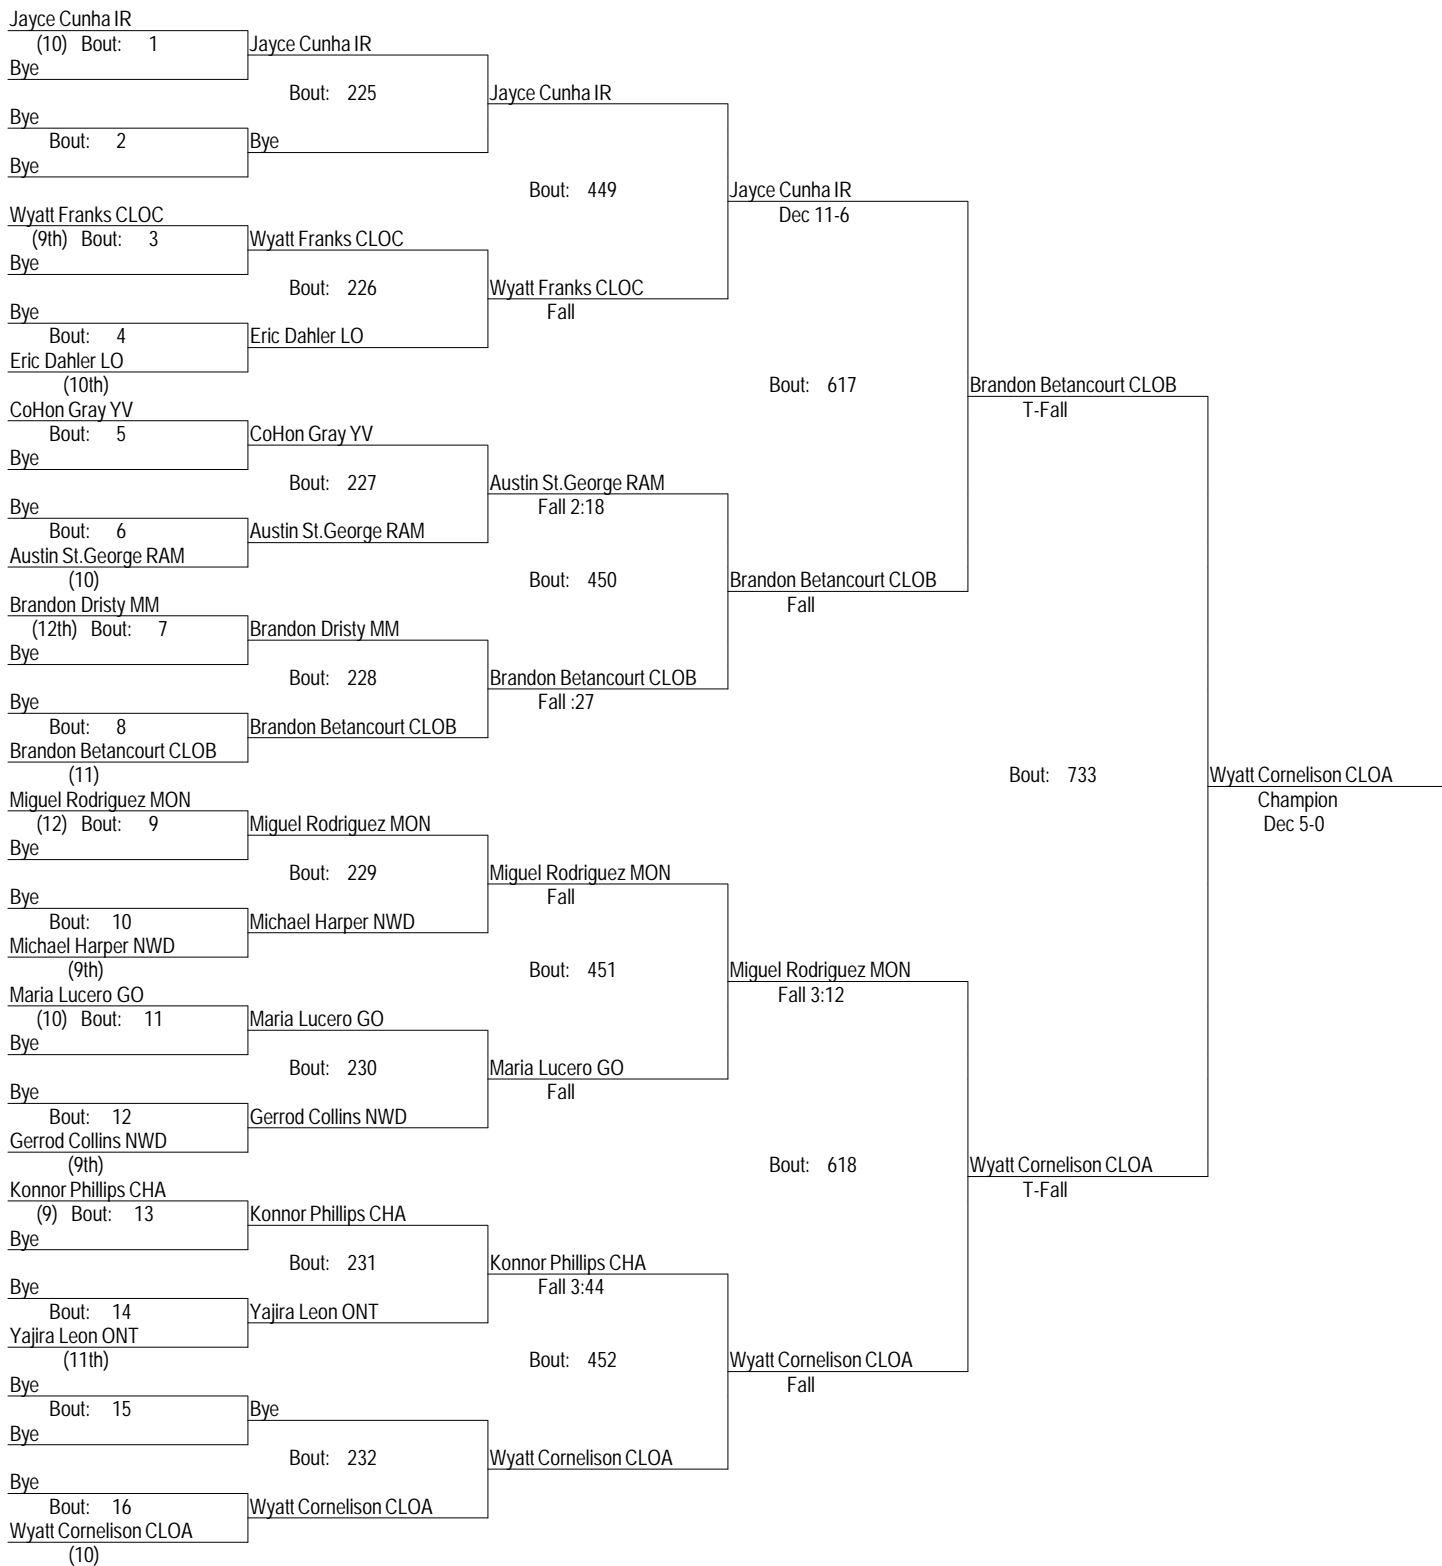 Jayce Cunha IR
(10) Bout: 1
Jayce Cunha IR
Bye
Bout: 225
Jayce Cunha IR
Bye
Bout: 2
Bye
Bye
Bout: 449
Jayce Cunha IR
Dec 11-6
Wyatt Franks CLOC
(9th) Bout: 3
Wyatt Franks CLOC
Bye
Bout: 226
Wyatt Franks CLOC
Fall
Bye
Bout: 4
Eric Dahler LO
Eric Dahler LO
(10th)
Bout: 617
Brandon Betancourt CLOB
T-Fall
CoHon Gray YV
Bout: 5
CoHon Gray YV
Bye
Bout: 227
Austin St.George RAM
Fall 2:18
Bye
Bout: 6
Austin St.George RAM
Austin St.George RAM
(10)
Bout: 450
Brandon Betancourt CLOB
Fall
Brandon Dristy MM
(12th) Bout: 7
Brandon Dristy MM
Bye
Bout: 228
Brandon Betancourt CLOB
Fall :27
Bye
Bout: 8
Brandon Betancourt CLOB
Brandon Betancourt CLOB
(11)
Bout: 733
Wyatt Cornelison CLOA
Champion
Dec 5-0
Miguel Rodriguez MON
(12) Bout: 9
Miguel Rodriguez MON
Bye
Bout: 229
Miguel Rodriguez MON
Fall
Bye
Bout: 10
Michael Harper NWD
Michael Harper NWD
(9th)
Bout: 451
Miguel Rodriguez MON
Fall 3:12
Maria Lucero GO
(10) Bout: 11
Maria Lucero GO
Bye
Bout: 230
Maria Lucero GO
Fall
Bye
Bout: 12
Gerrod Collins NWD
Gerrod Collins NWD
(9th)
Bout: 618
Wyatt Cornelison CLOA
T-Fall
Konnor Phillips CHA
(9) Bout: 13
Konnor Phillips CHA
Bye
Bout: 231
Konnor Phillips CHA
Fall 3:44
Bye
Bout: 14
Yajira Leon ONT
Yajira Leon ONT
(11th)
Bout: 452
Wyatt Cornelison CLOA
Fall
Bye
Bout: 15
Bye
Bye
Bout: 232
Wyatt Cornelison CLOA
Bye
Bout: 16
Wyatt Cornelison CLOA
Wyatt Cornelison CLOA
(10)